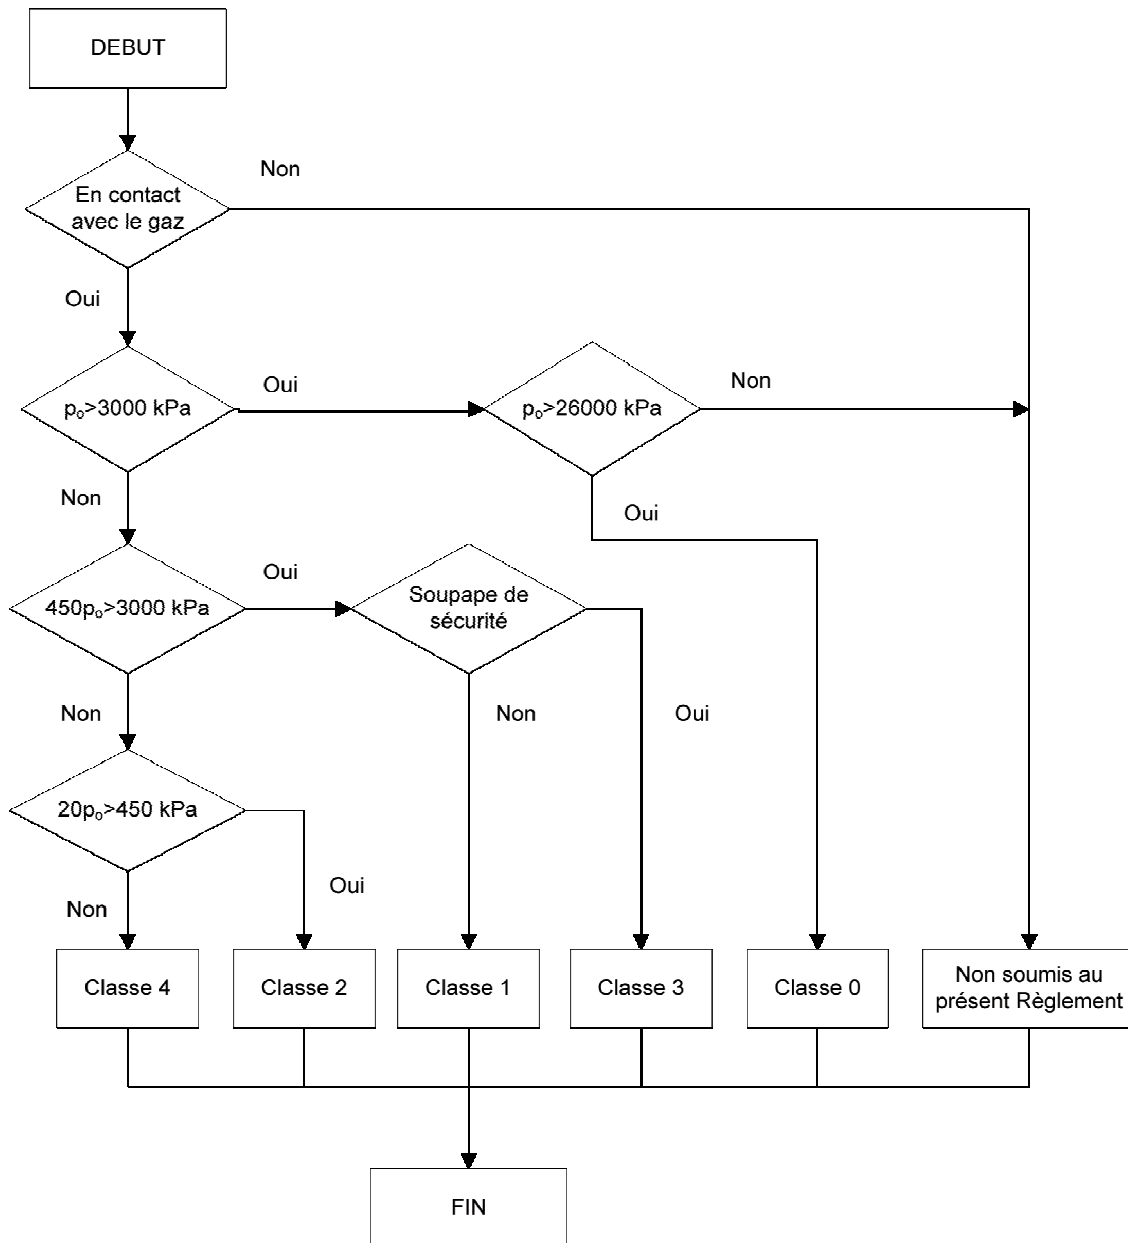 DEBUT
Non
En contact
avec le gaz
Oui
Oui
Non
po>3000 kPa
po>26000 kPa
Non
Oui
Oui
450po>3000 kPa
Soupape de
sécurité
Non
Non
Oui
20po>450 kPa
Oui
Non
Classe 4
Classe 2
Classe 1
Classe 3
Classe 0
Non soumis au
présent Règlement
FIN